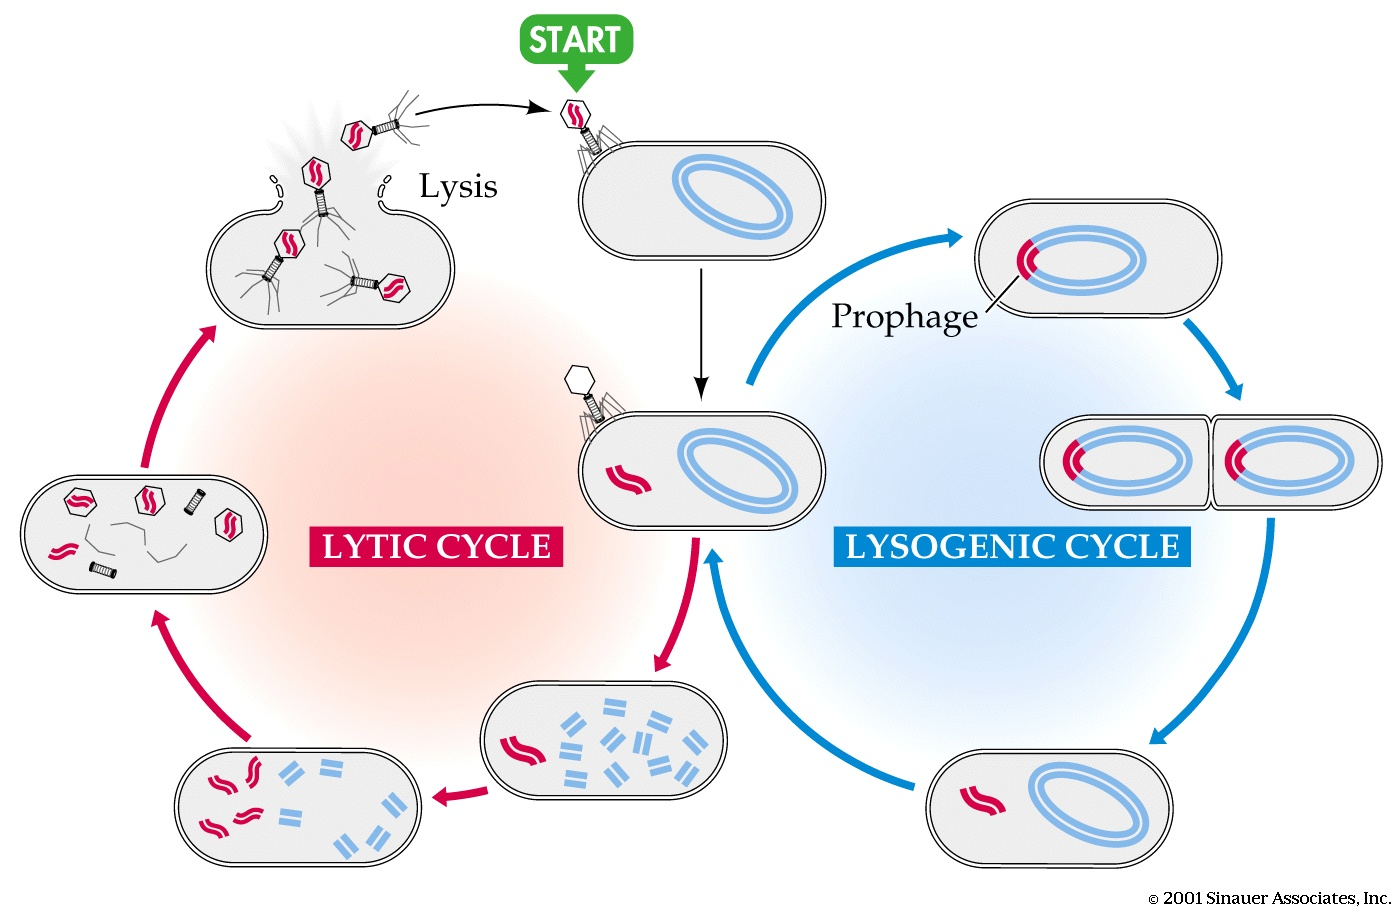 START
Lysis
Prophage
LYTIC CYCLE
LYSOGENIC CYCLE
© 2001 Sinauer Associates, Inc.